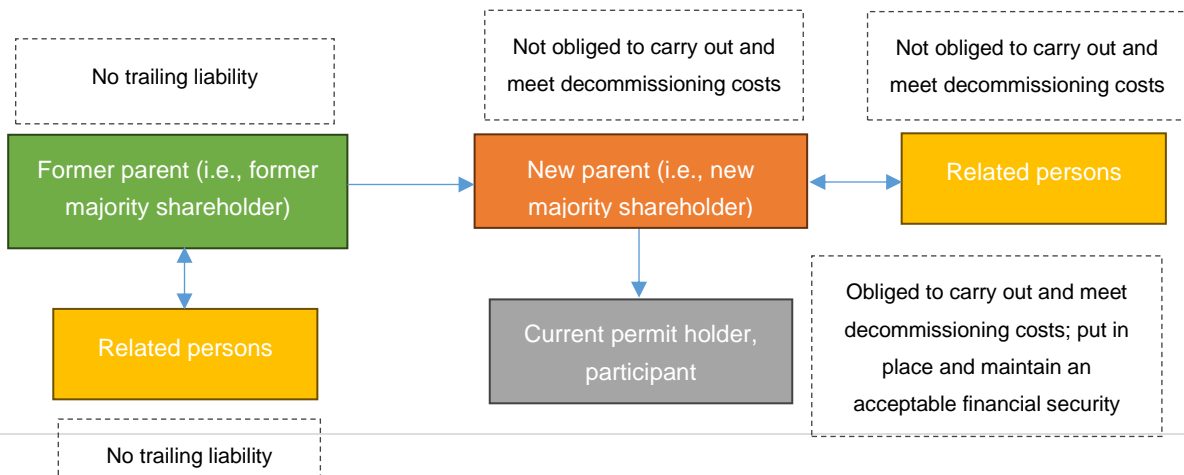 No trailing liability
Not obliged to carry out and
meet decommissioning costs
Not obliged to carry out and
meet decommissioning costs
Former parent (i.e., former
majority shareholder)
New parent (i.e., new
majority shareholder)
Related persons
Related persons
Current permit holder,
participant
Obliged to carry out and meet
decommissioning costs; put in
place and maintain an
acceptable financial security
No trailing liability